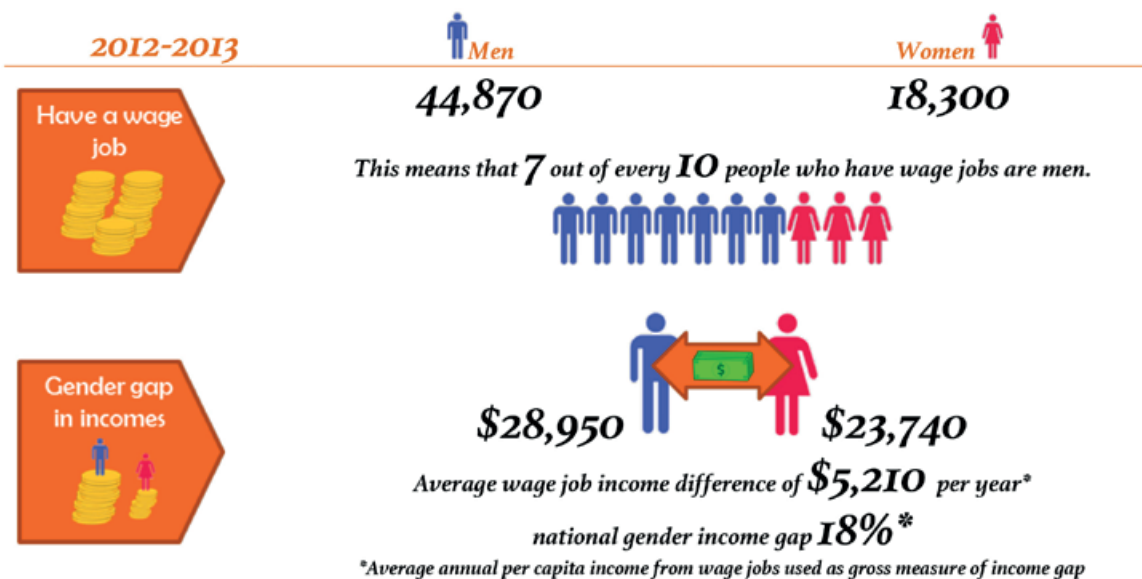 2012-2013
Men
Women
Have a wage
job
44,870
18,300
This means that 7 out of every 10 people who have wage jobs are men.
Gender gap
in incomes
$
$28,950
$23,740
Average wage job income difference of $5,210 per year*
national gender income gap 18%*
*Average annual per capita income from wage jobs used as gross measure of income gap